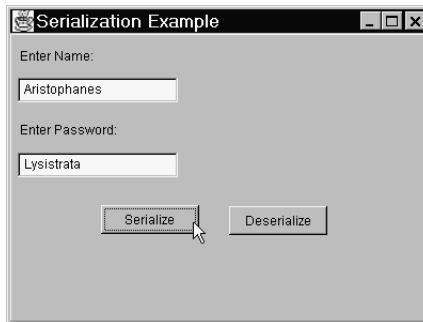 Serialization Example
Enter Name:
Aristophanes
Enter Password:
Lysistrata
Serialize Deserialize